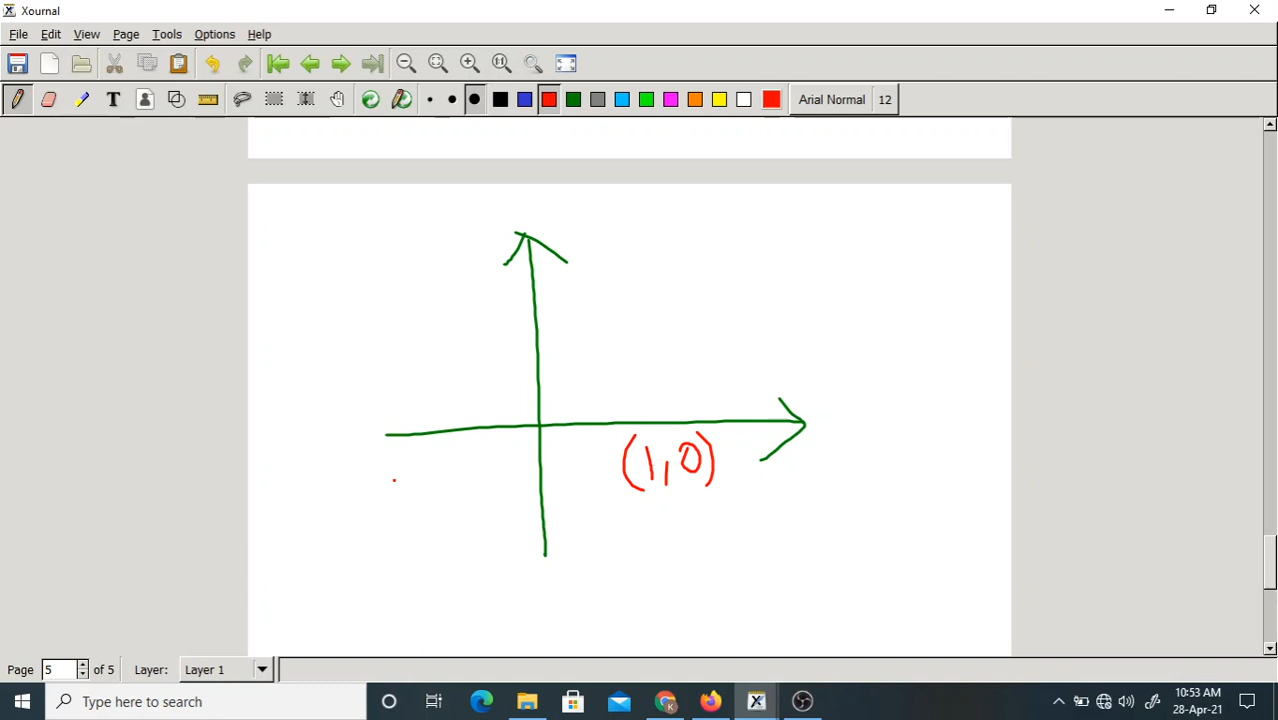 Xournal
File Edit View Page Tools Options Help
T Arial Normal 12
(1,0)
Page 5 of 5 Layer: Layer 1
Type here to search
10:53 AM
28-Apr-21